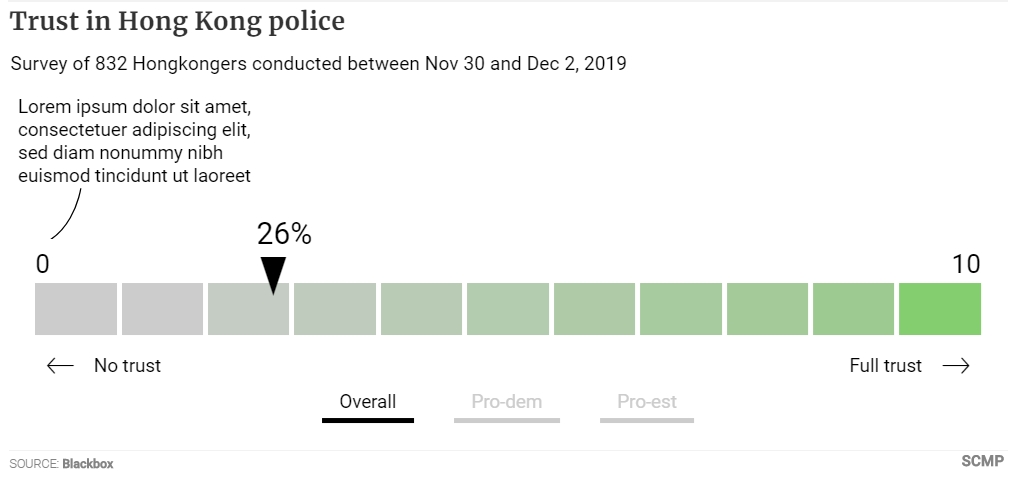 Trust in Hong Kong police
Survey of 832 Hongkongers conducted between Nov 30 and Dec 2, 2019
Lorem ipsum dolor sit amet,
consectetuer adipiscing elit,
sed diam nonummy nibh
euismod tincidunt ut laoreet
26%
0 10
No trust Full trust
Overall Pro-dem Pro-est
SOURCE: Blackbox SCMP